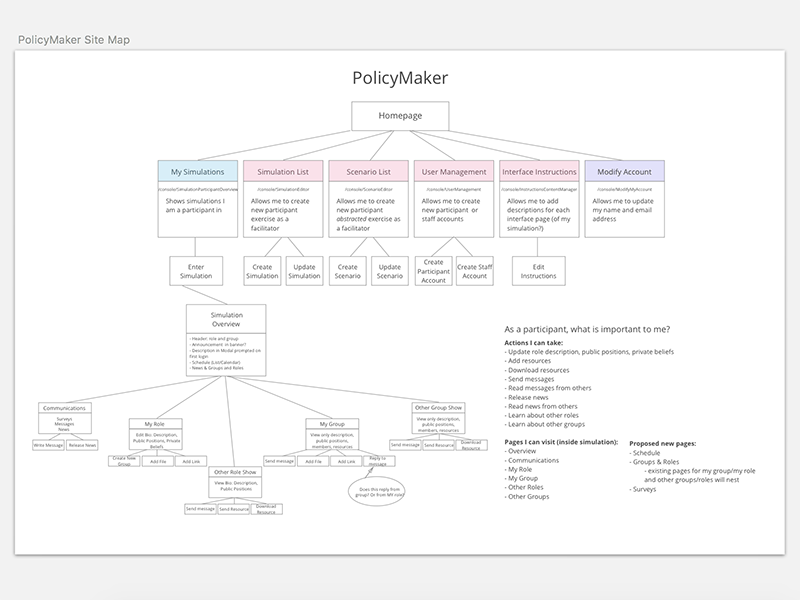 PolicyMaker Site Map
PolicyMaker
Homepage
My Simulations
/console/SimulationParticipantOverview
Shows simulations I
am a participant in
Simulation List
/console/SimulationEditor
Allows me to create
new participant
exercise as a
facilitator
Scenario List
/console/ScenarioEditor
Allows me to create
new participant
abstracted exercise as
a facilitator
User Management
/console/UserManagement
Allows me to create
new participant or
staff accounts
Interface Instructions
/console/InstructionsContentManager
Allows me to add
descriptions for each
interface page (of my
simulation?)
Modify Account
/console/ModifyMyAccount
Allows me to update
my name and email
address
Enter
Simulation
Create
Simulation
Update
Simulation
Create
Scenario
Update
Scenario
Create
Participant
Account
Create Staff
Account
Edit
Instructions
Simulation
Overview
- Header: role and group
- Announcement in banner?
- Description in Modal prompted on
first login
- Schedule (List/Calendar)
- News & Groups and Roles
Communications
Surveys
Messages
News
Write Message
Release News
My Role
Edit Bio: Description,
Public Positions, Private
Beliefs
Create New
Group
Add File
Add Link
Other Role Show
View Bio: Description,
Public Positions
Send message
Send Resource
Download
Resource
My Group
View only description,
public positions,
members, resources
Send message
Add File
Add Link
Reply to
message
Does this reply from
group? Or from MY role?
Other Group Show
View only description,
public positions,
members, resources
Send message
Send Resource
Download
Resource
As a participant, what is important to me?
Actions I can take:
- Update role description, public positions, private beliefs
- Add resources
- Download resources
- Send messages
- Read messages from others
- Release news
- Read news from others
- Learn about other roles
- Learn about other groups
Pages I can visit (inside simulation):
- Overview
- Communications
- My Role
- My Group
- Other Roles
- Other Groups
Proposed new pages:
- Schedule
- Groups & Roles
- existing pages for my group/my role
and other groups/roles will nest
- Surveys